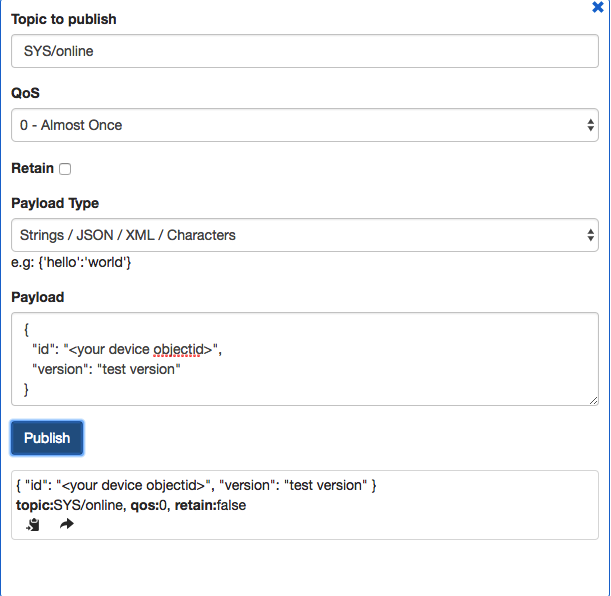 Topic to publish
SYS/online
QoS
0 - Almost Once
Retain
Payload Type
Strings / JSON / XML / Characters
e.g: {'hello':'world'}
Payload
{
"id": "<your device objectid>",
"version": "test version"
}
Publish
{ "id": "<your device objectid>", "version": "test version" }
topic:SYS/online, qos:0, retain:false